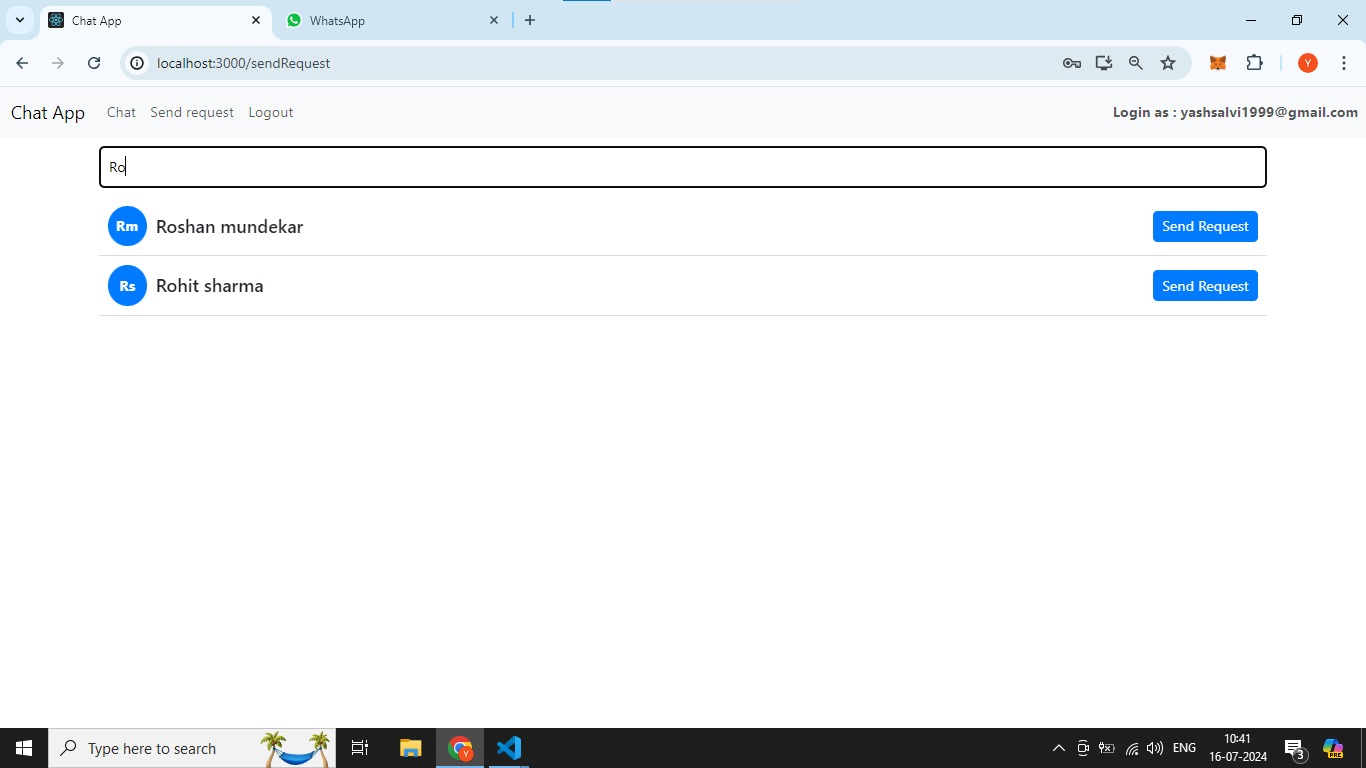 Chat App
WhatsApp
localhost:3000/sendRequest
Y
Chat App Chat Send request Logout Login as : yashsalvi1999@gmail.com
Ro
Rm Roshan mundekar Send Request
Rs Rohit sharma Send Request
Type here to search
Y
ENG
10:41
16-07-2024
3
PRE